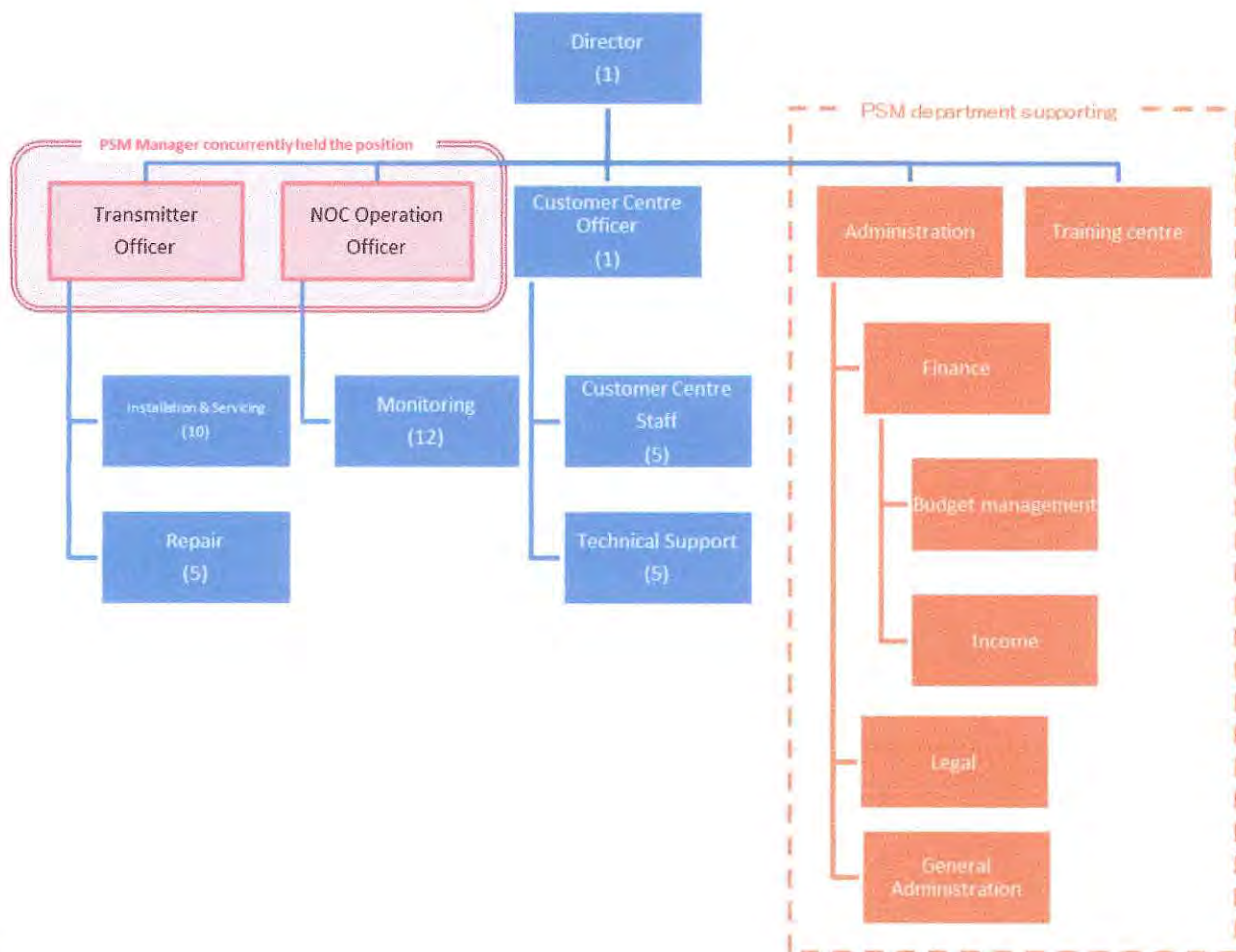 Director
(1)
PSM department supporting
PSM Manager concurrently held the position
Transmitter
Officer
NOC Operation
Officer
Customer Centre
Officer
(1)
Administration
Training centre
Installation & Servicing
(10)
Monitoring
(12)
Customer Centre
Staff
(5)
Finance
Repair
(5)
Technical Support
(5)
Budget management
Income
Legal
General
Administration